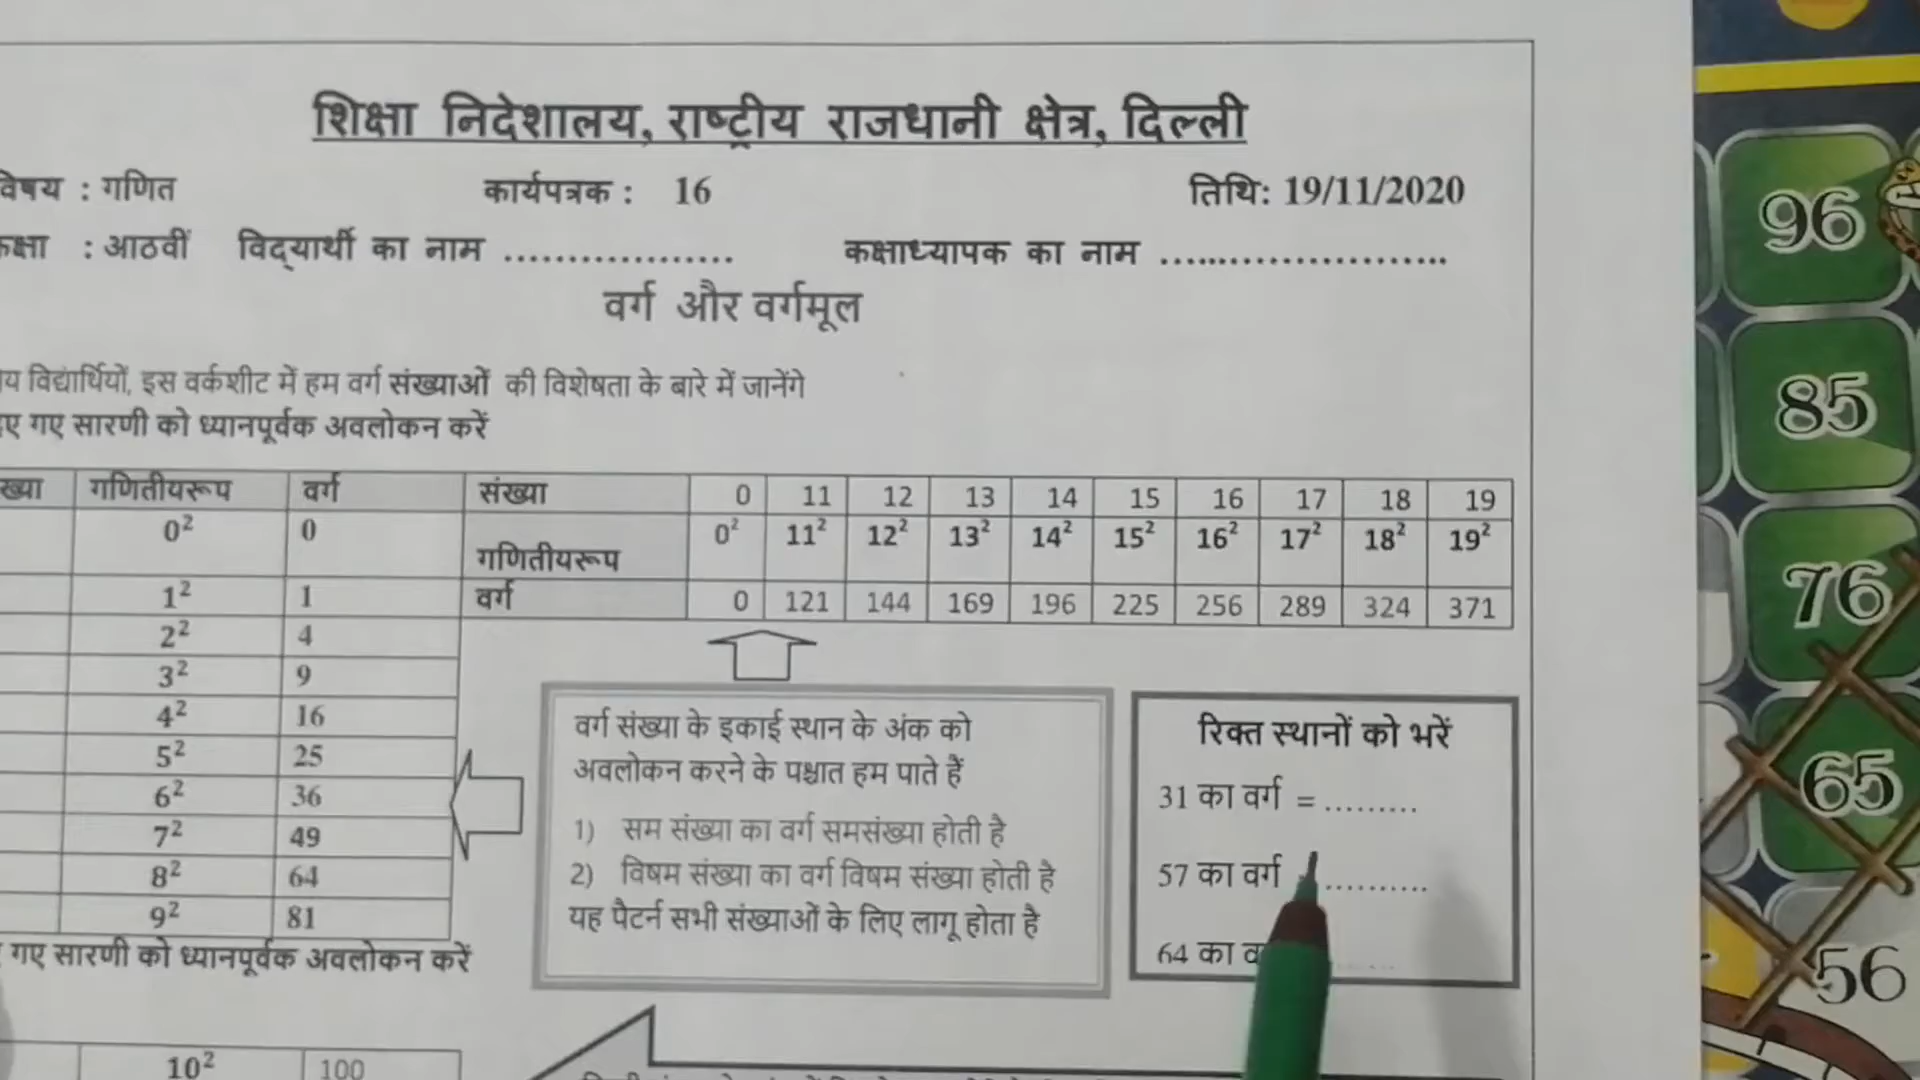 शिक्षा निदेशालय, राष्ट्रीय राजधानी क्षेत्र, दिल्ली
विषय : गणित कार्यपत्रक : 16 तिथि: 19/11/2020
: आठवीं विद्यार्थी का नाम .................. कक्षाध्यापक का नाम ......................
वर्ग और वर्गमूल
विद्यार्थियों, इस वर्कशीट में हम वर्ग संख्याओं की विशेषता के बारे में जानेंगे
गए सारणी को ध्यानपूर्वक अवलोकन करें
गणितीयरूप वर्ग
0² 0
1² 1
2² 4
3² 9
4² 16
5² 25
6² 36
7² 49
8² 64
9² 81
संख्या 0 11 12 13 14 15 16 17 18 19
गणितीयरूप 0² 11² 12² 13² 14² 15² 16² 17² 18² 19²
वर्ग 0 121 144 169 196 225 256 289 324 371
वर्ग संख्या के इकाई स्थान के अंक को
अवलोकन करने के पश्चात हम पाते हैं
1) सम संख्या का वर्ग समसंख्या होती है
2) विषम संख्या का वर्ग विषम संख्या होती है
यह पैटर्न सभी संख्याओं के लिए लागू होता है
रिक्त स्थानों को भरें
31 का वर्ग = .........
57 का वर्ग ..........
64 का
गए सारणी को ध्यानपूर्वक अवलोकन करें
10² 100
96
85
76
65
56